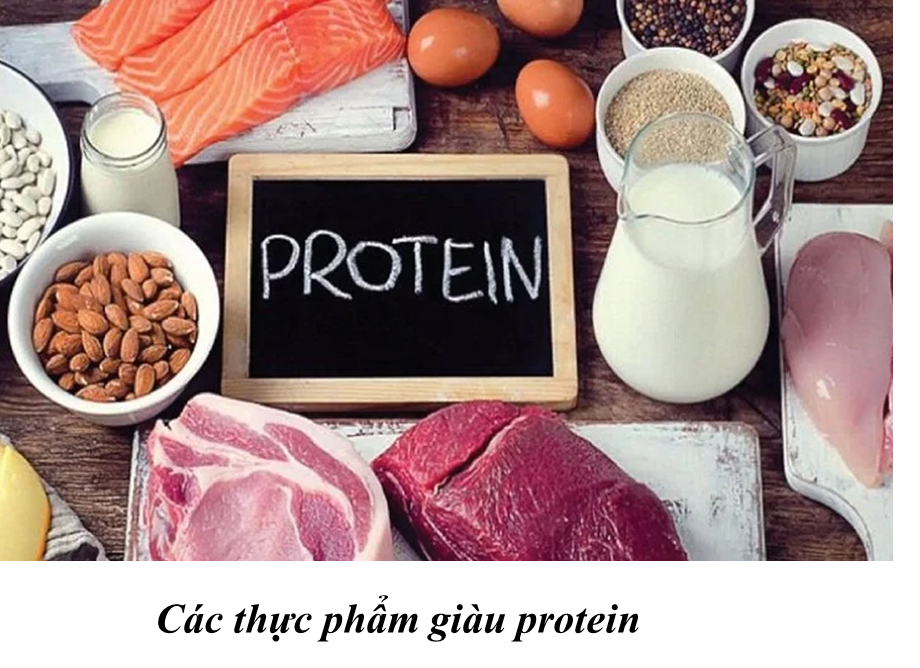 PROTEIN
Các thực phẩm giàu protein